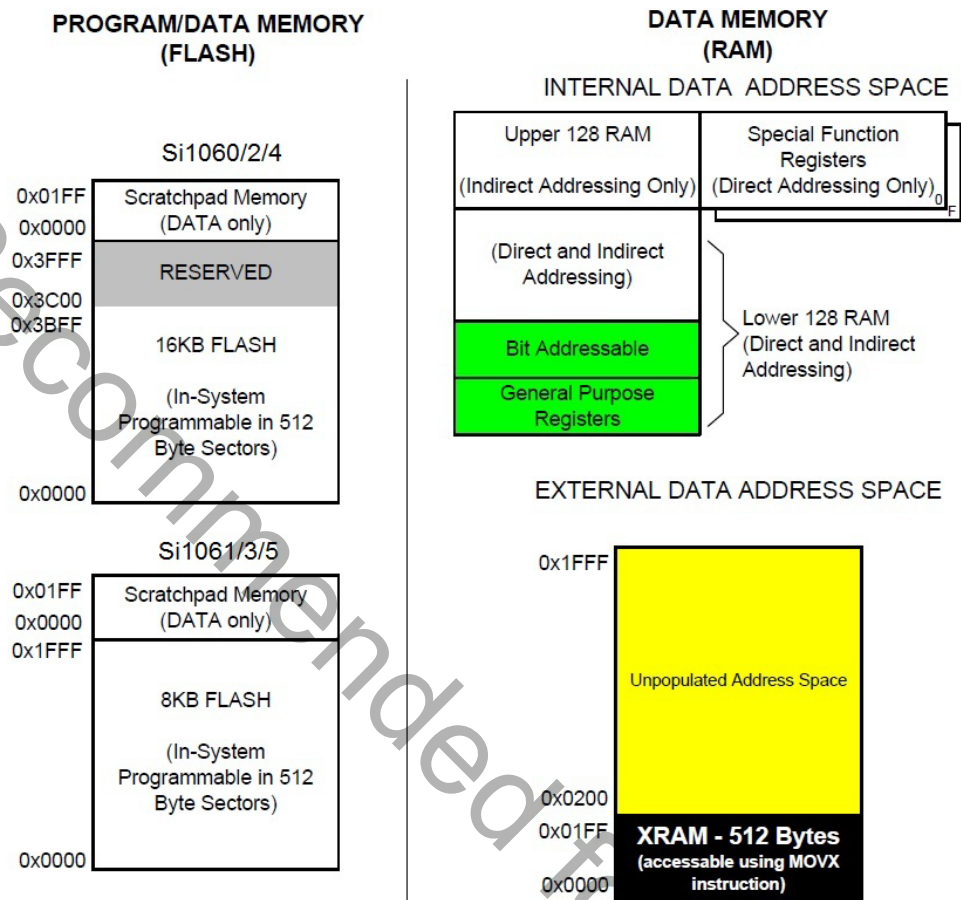 PROGRAM/DATA MEMORY
(FLASH)
Si1060/2/4
0x01FF
Scratchpad Memory
(DATA only)
0x0000
0x3FFF
RESERVED
0x3C00
0x3BFF
16KB FLASH
(In-System
Programmable in 512
Byte Sectors)
0x0000
Si1061/3/5
0x01FF
Scratchpad Memory
(DATA only)
0x0000
0x1FFF
8KB FLASH
(In-System
Programmable in 512
Byte Sectors)
0x0000
DATA MEMORY
(RAM)
INTERNAL DATA ADDRESS SPACE
Upper 128 RAM
(Indirect Addressing Only)
Special Function
Registers
(Direct Addressing Only)
0
F
(Direct and Indirect
Addressing)
Bit Addressable
General Purpose
Registers
Lower 128 RAM
(Direct and Indirect
Addressing)
EXTERNAL DATA ADDRESS SPACE
0x1FFF
Unpopulated Address Space
0x0200
0x01FF
XRAM - 512 Bytes
(accessable using MOVX
instruction)
0x0000
ecommended f